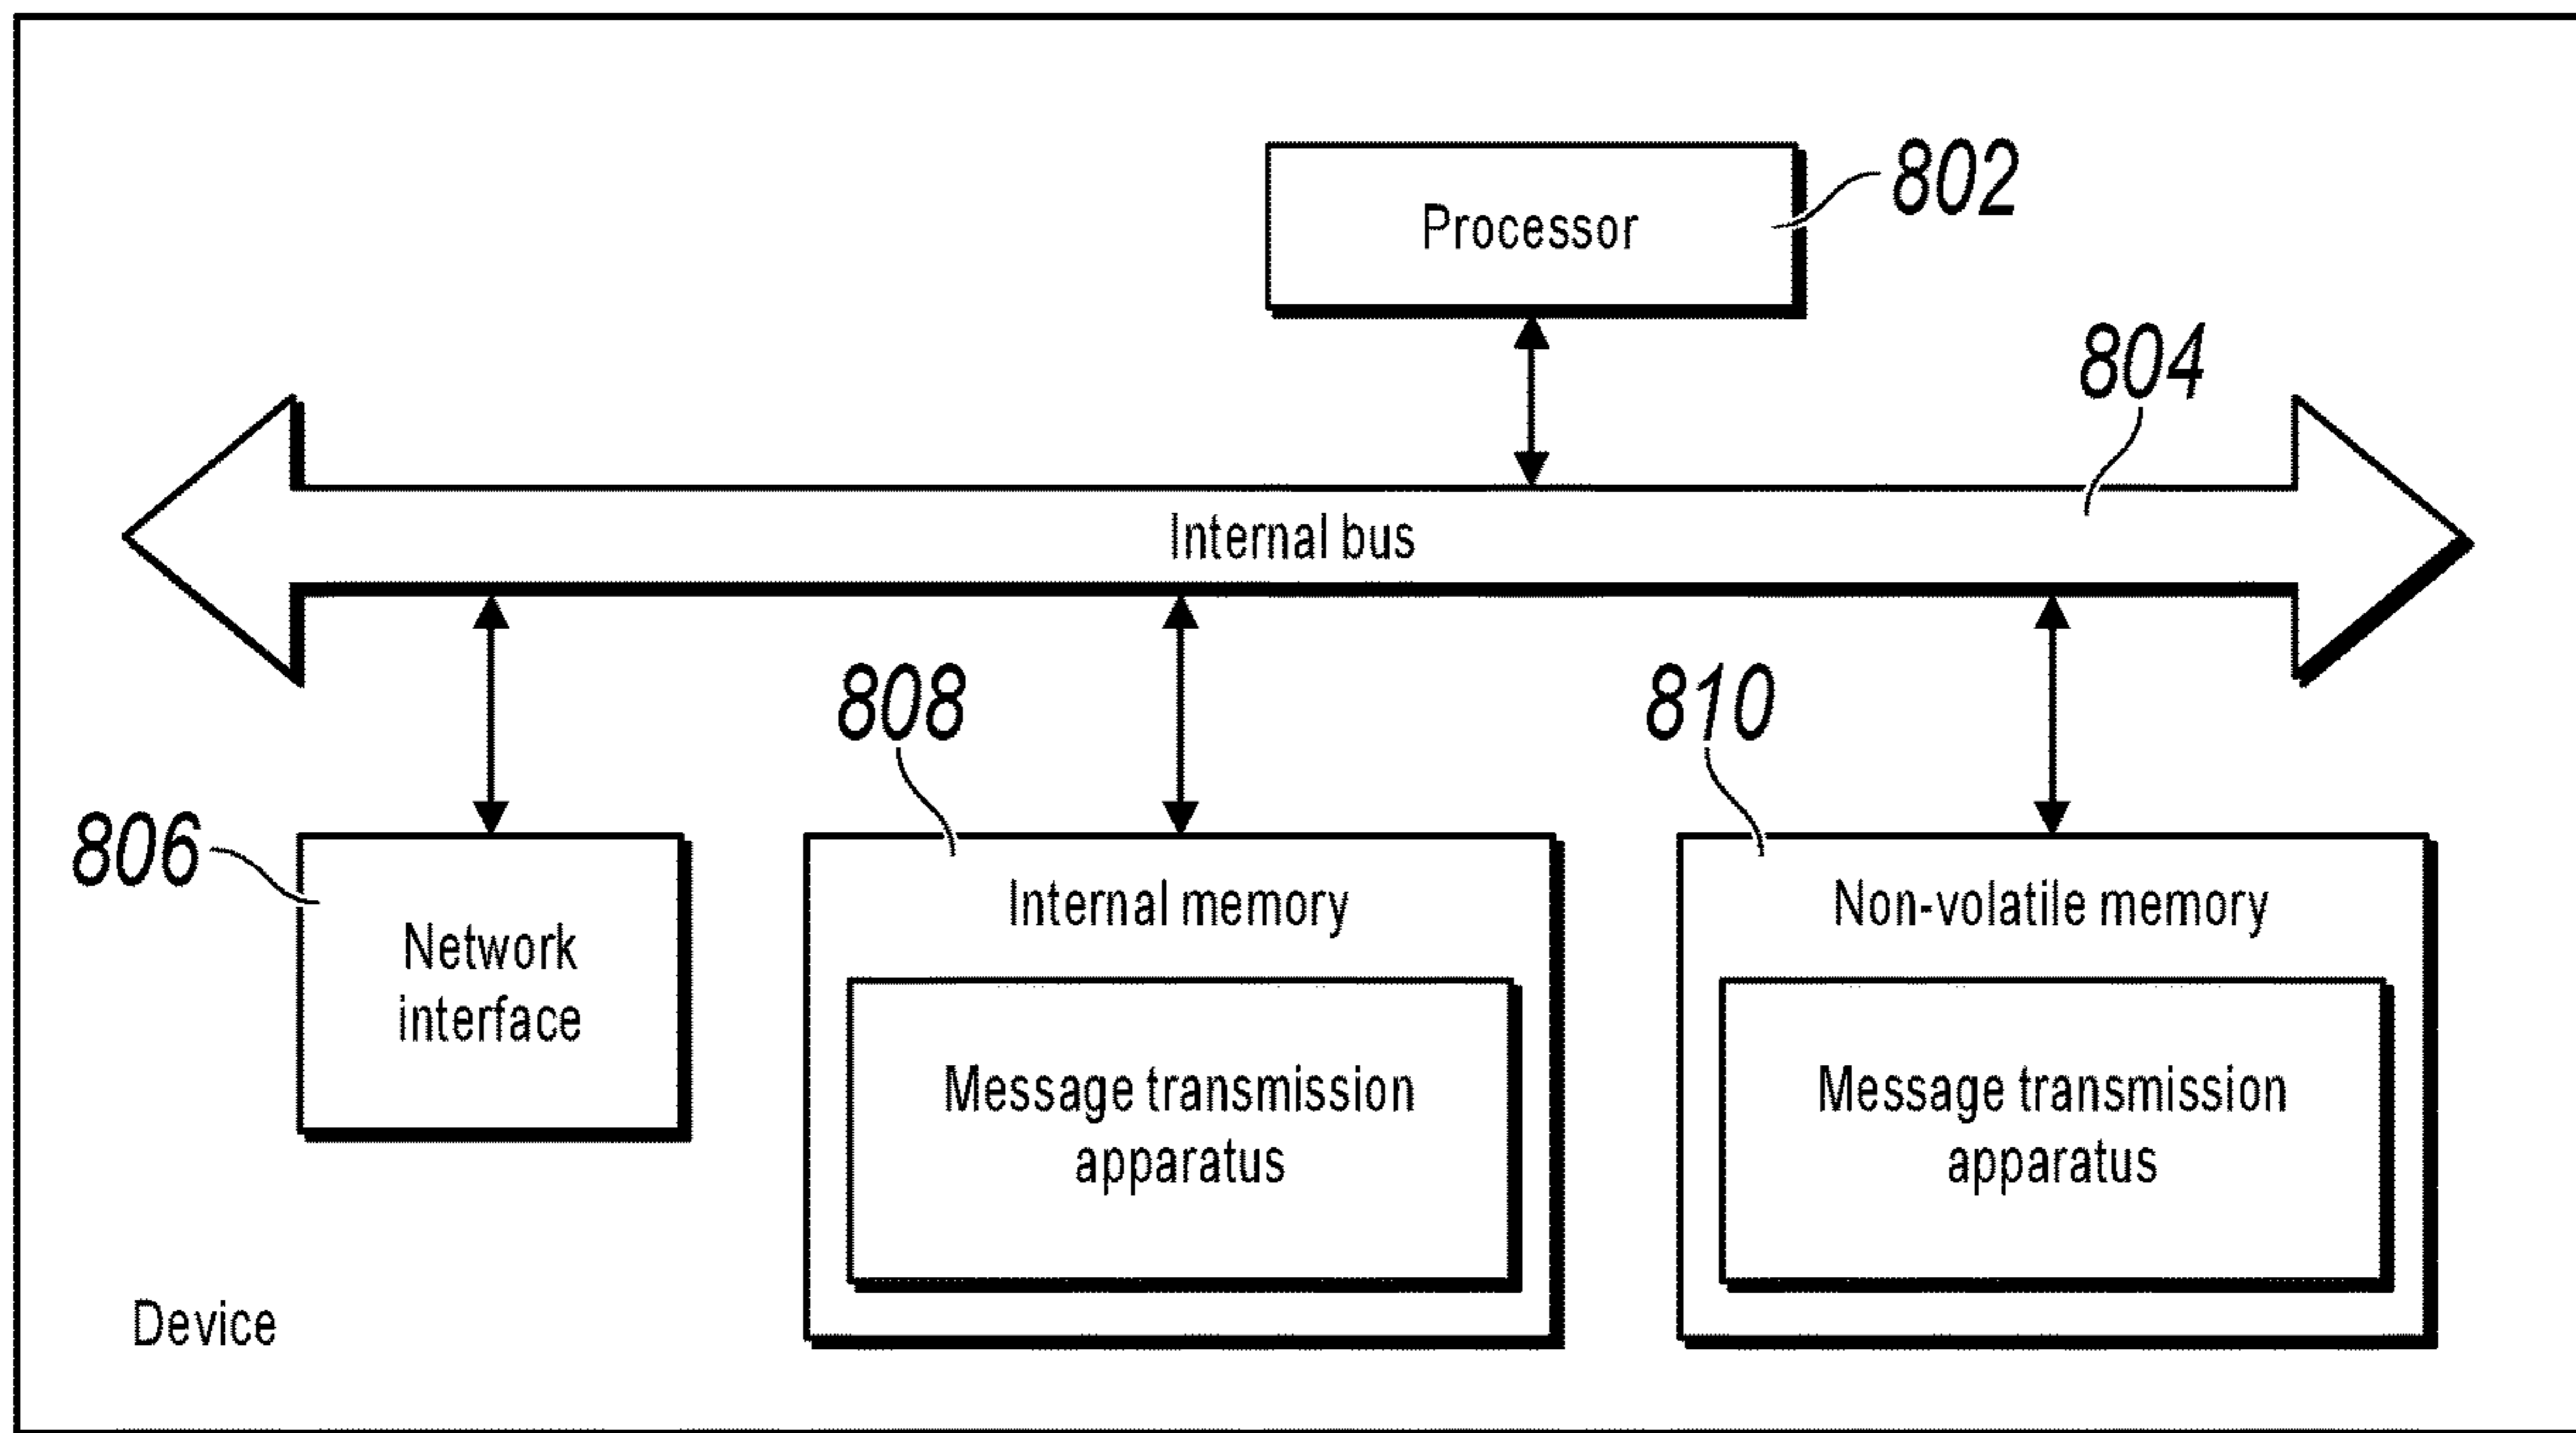 802
Processor
804
Internal bus
808
810
806
Network
interface
Internal memory
Non-volatile memory
Message transmission
apparatus
Message transmission
apparatus
Device